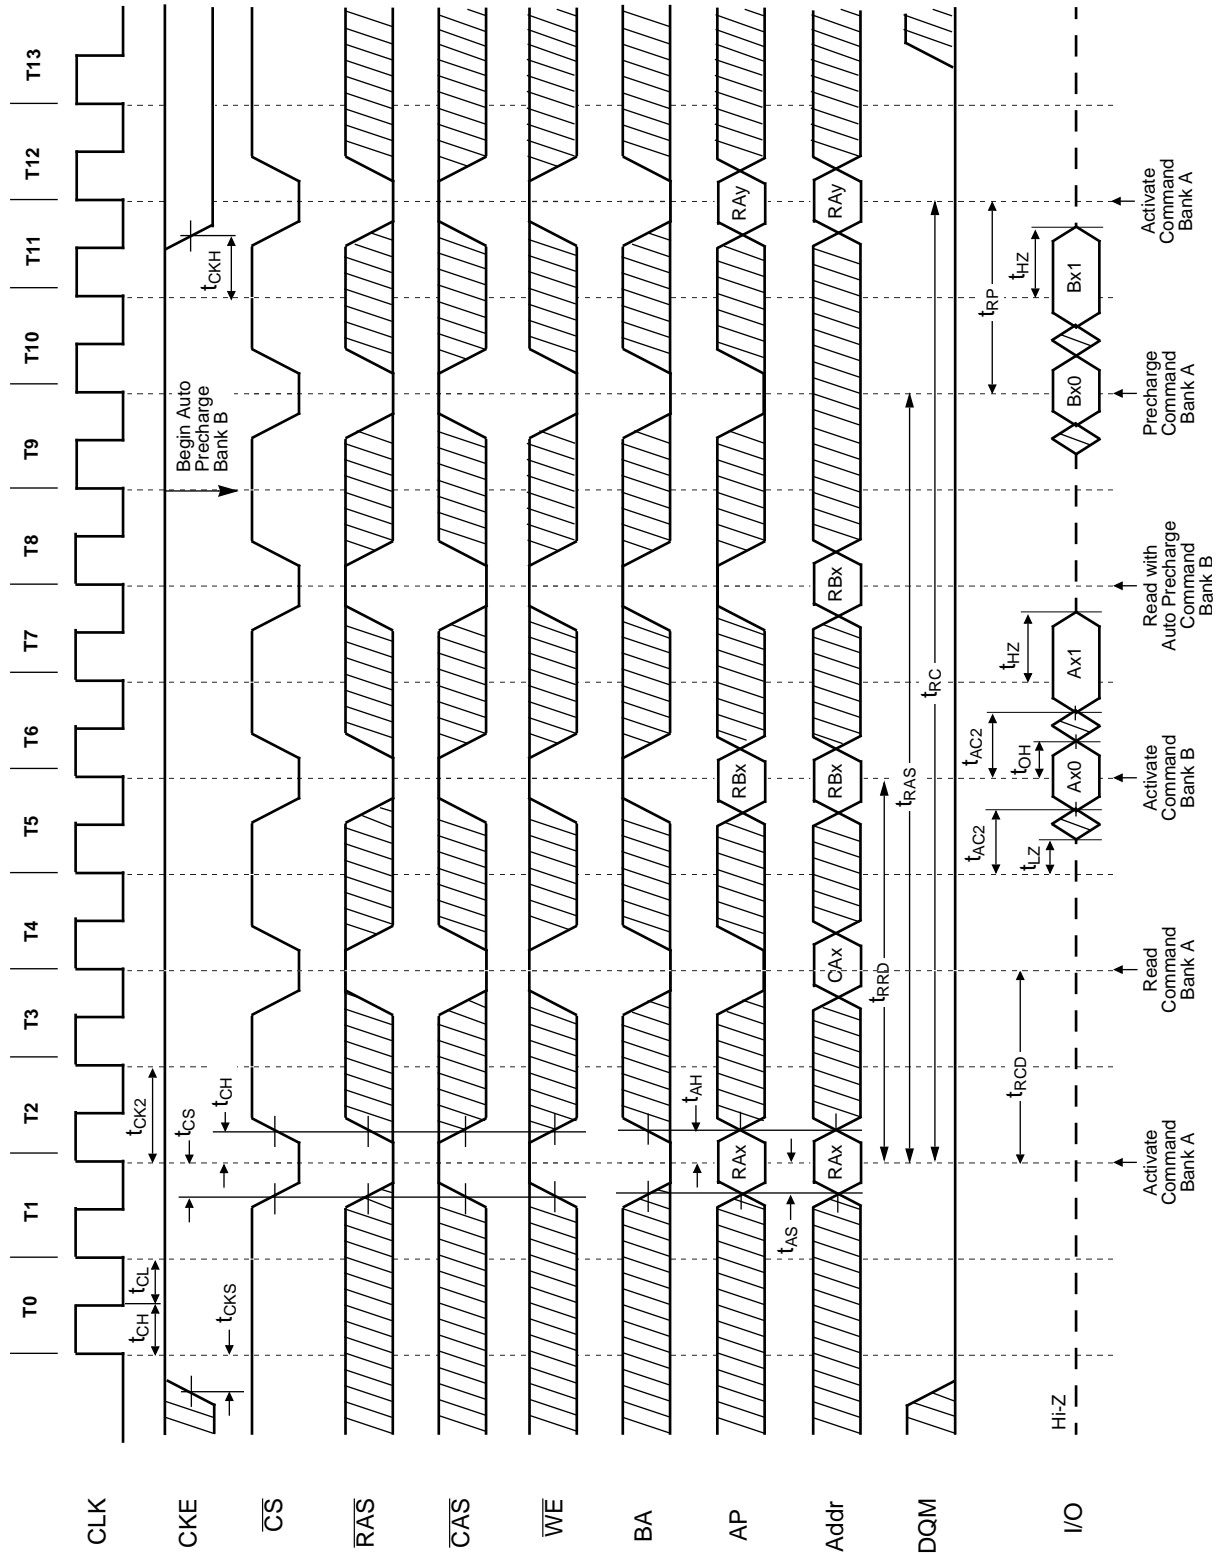 T0 T1 T2 T3 T4 T5 T6 T7 T8 T9 T10 T11 T12 T13
CLK
tCH tCL tCK2
CKE
tCKS tCS tCH
Begin Auto
Precharge
Bank B
tCKH
CS
RAS
CAS
WE
BA
tAH
AP
RAx RBx RAy
tAS
Addr
RAx CAx RBx RBx RAy
tRRD
tRAS
tRC
DQM
tRCD
tAC2 tAC2
tRP
tLZ tOH tHZ tHZ
I/O
Hi-Z
Ax0 Ax1 Bx0 Bx1
Activate
Command
Bank A
Read
Command
Bank A
Activate
Command
Bank B
Read with
Auto Precharge
Command
Bank B
Precharge
Command
Bank A
Activate
Command
Bank A